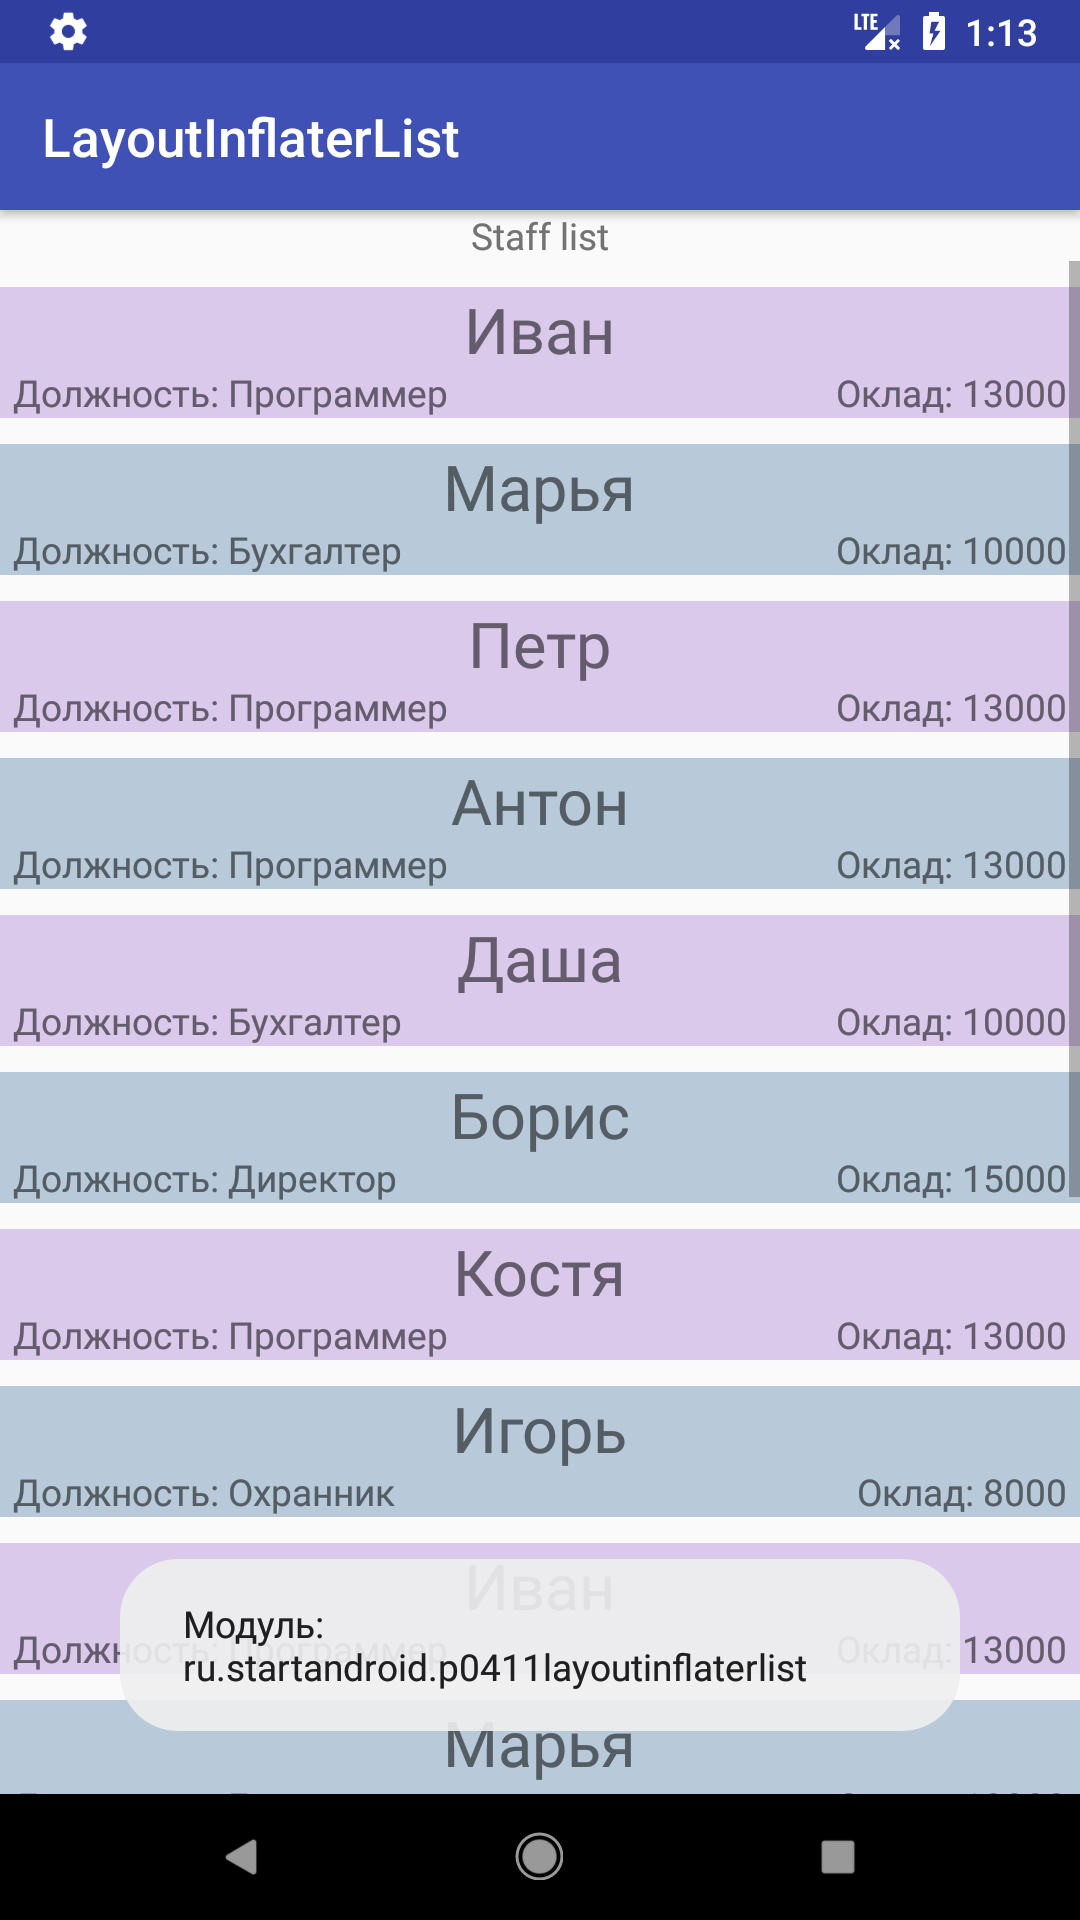 LTE 1:13
LayoutInflaterList
Staff list
Иван
Должность: Программер Оклад: 13000
Марья
Должность: Бухгалтер Оклад: 10000
Петр
Должность: Программер Оклад: 13000
Антон
Должность: Программер Оклад: 13000
Даша
Должность: Бухгалтер Оклад: 10000
Борис
Должность: Директор Оклад: 15000
Костя
Должность: Программер Оклад: 13000
Игорь
Должность: Охранник Оклад: 8000
Иван
Должность: Программер Оклад: 13000
Модуль:
ru.startandroid.p0411layoutinflaterlist
Марья